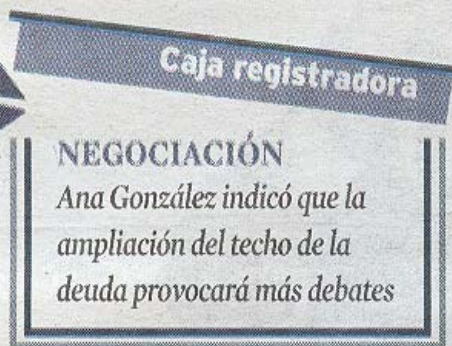 Caja registradora
NEGOCIACIÓN
Ana González indicó que la
ampliación del techo de la
deuda provocará más debates